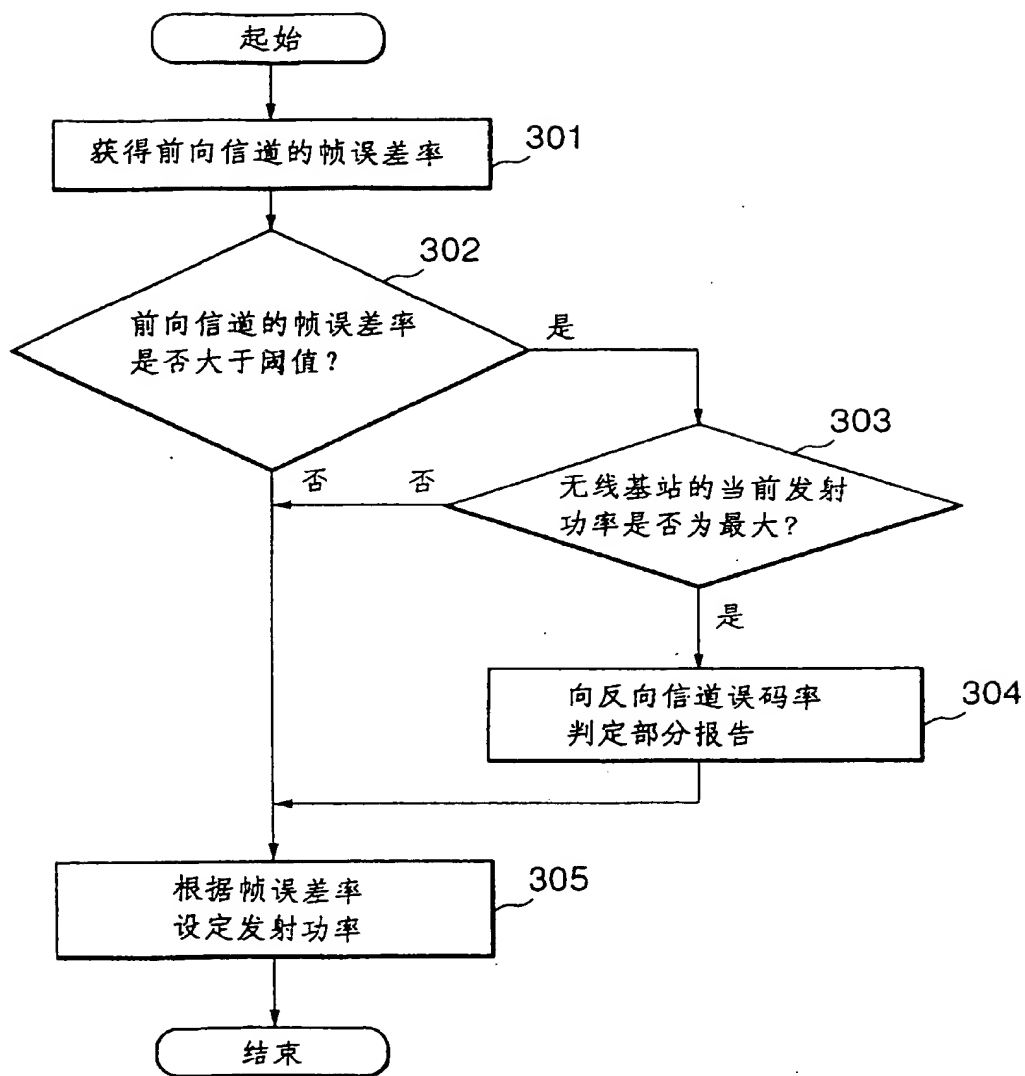 起始
获得前向信道的帧误差率
301
302
前向信道的帧误差率
是否大于阈值?
是
303
否
否
无线基站的当前发射
功率是否为最大?
是
向反向信道误码率
判定部分报告
304
根据帧误差率
设定发射功率
305
结束